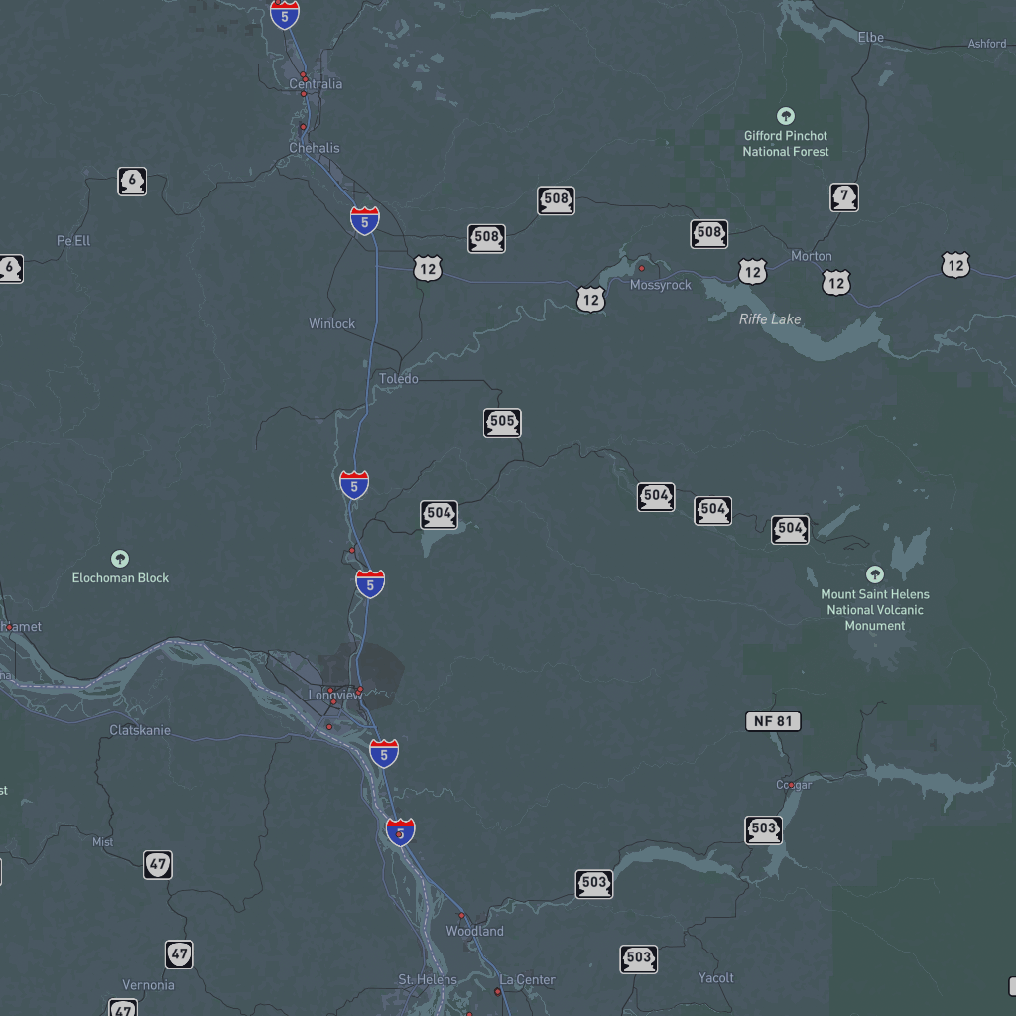 5
Elbe
Ashford
Centralia
Gifford Pinchot
National Forest
Chehalis
6
7
508
5
508
508
Pe Ell
6
12
12
Morton
12
12
12
Mossyrock
Riffe Lake
Winlock
Toledo
505
5
504
504
504
504
Elochoman Block
5
Mount Saint Helens
National Volcanic
Monument
Longview
NF 81
Clatskanie
5
Cougar
st
5
503
Mist
47
503
Woodland
47
503
St. Helens
La Center
Yacolt
Vernonia
47